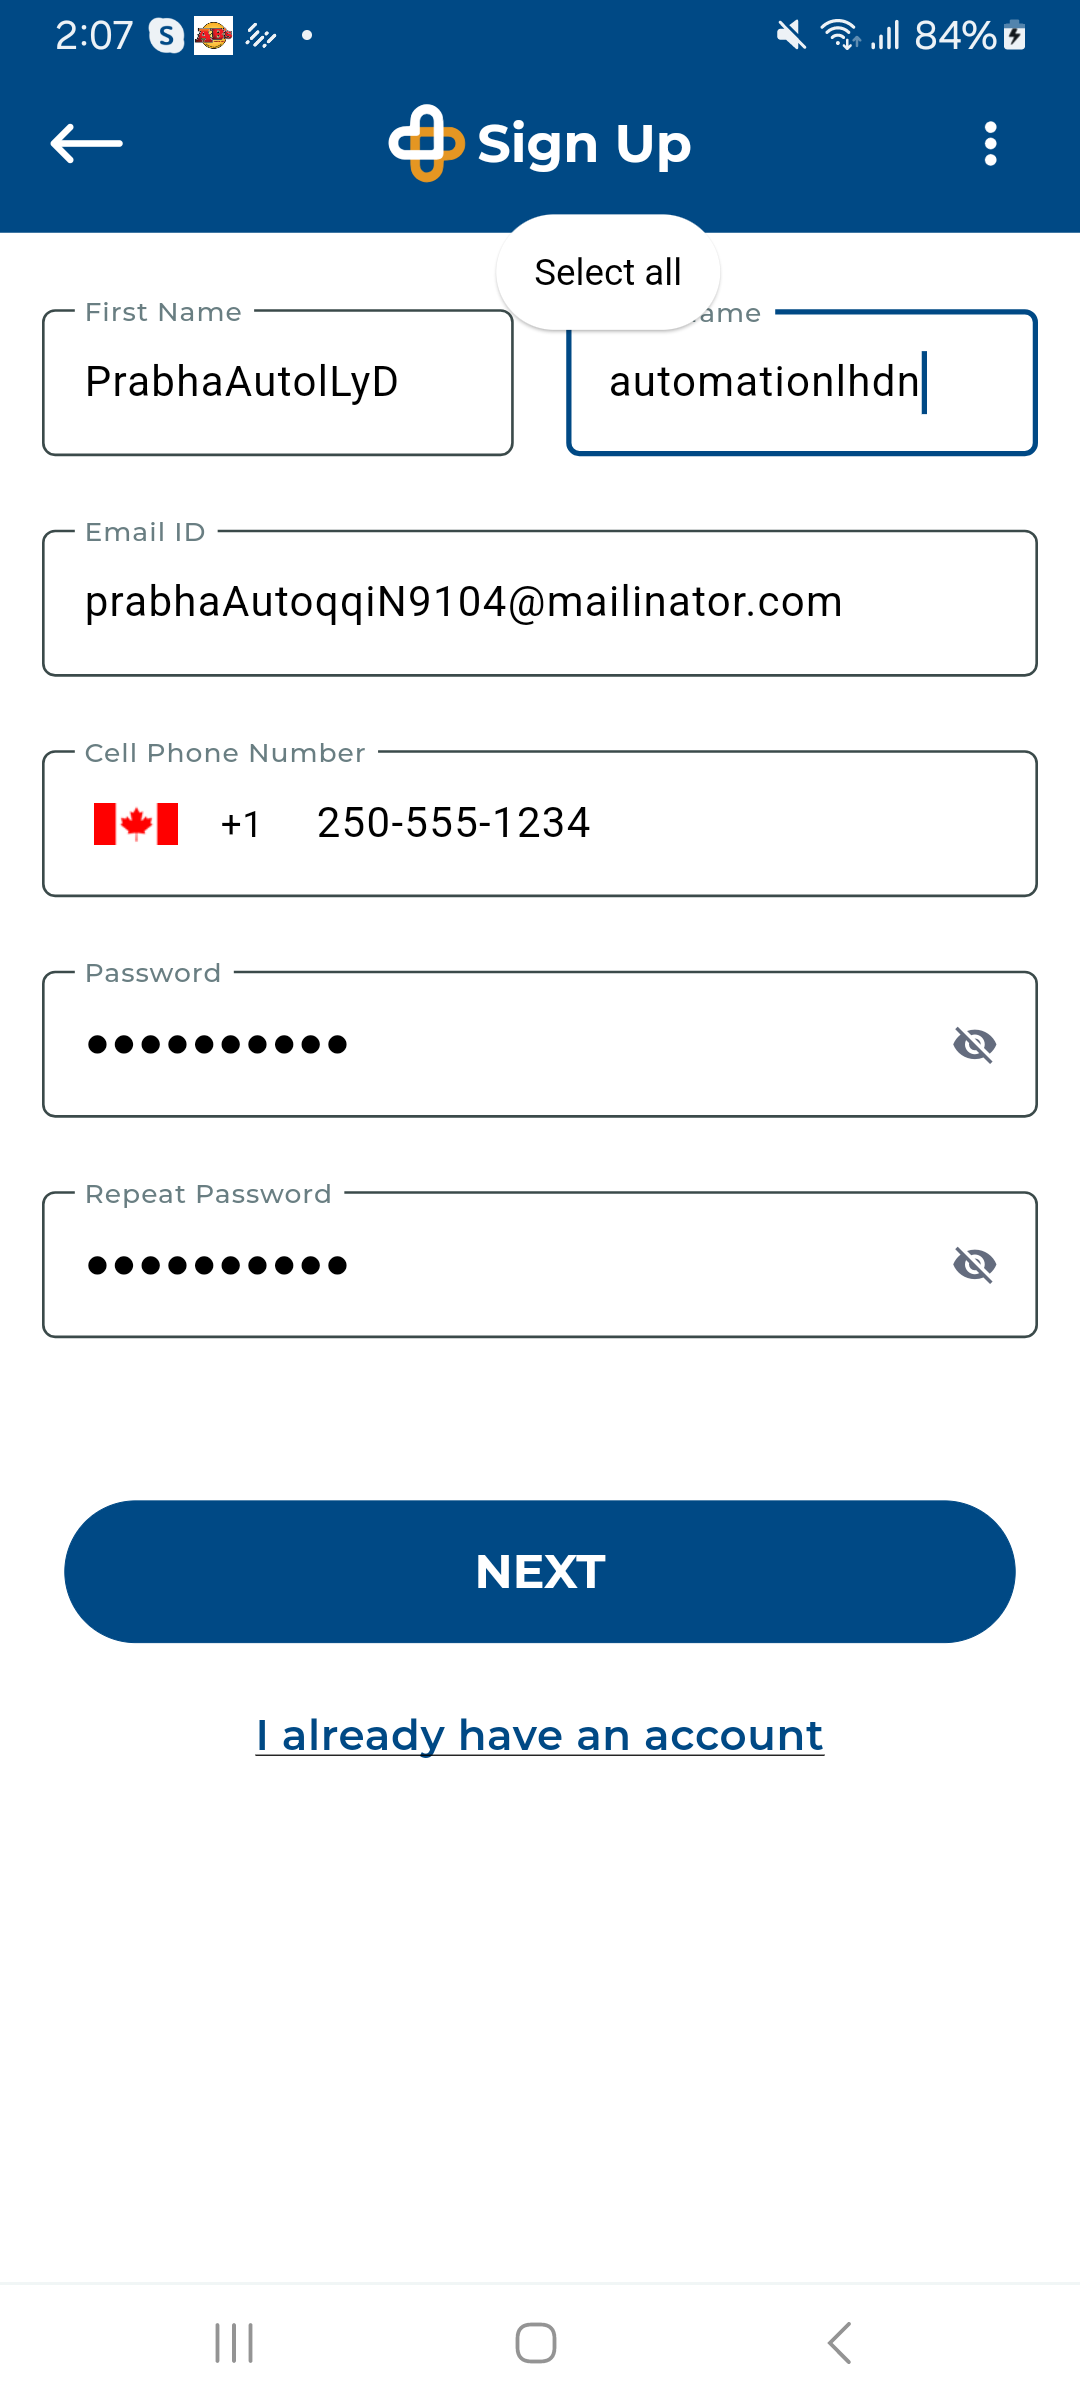 2:07 S ABs 84%
Sign Up
Select all
First Name ame
PrabhaAutolLyD automationlhdn
Email ID
prabhaAutoqqiN9104@mailinator.com
Cell Phone Number
+1 250-555-1234
Password
Repeat Password
NEXT
I already have an account